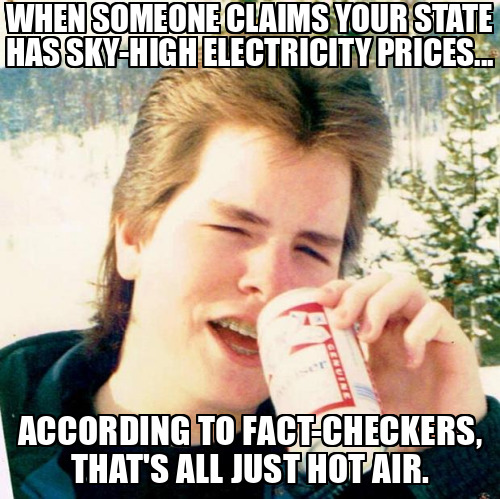 WHEN SOMEONE CLAIMS YOUR STATE
HAS SKY-HIGH ELECTRICITY PRICES...
GENUINE
ACCORDING TO FACT-CHECKERS,
THAT'S ALL JUST HOT AIR.